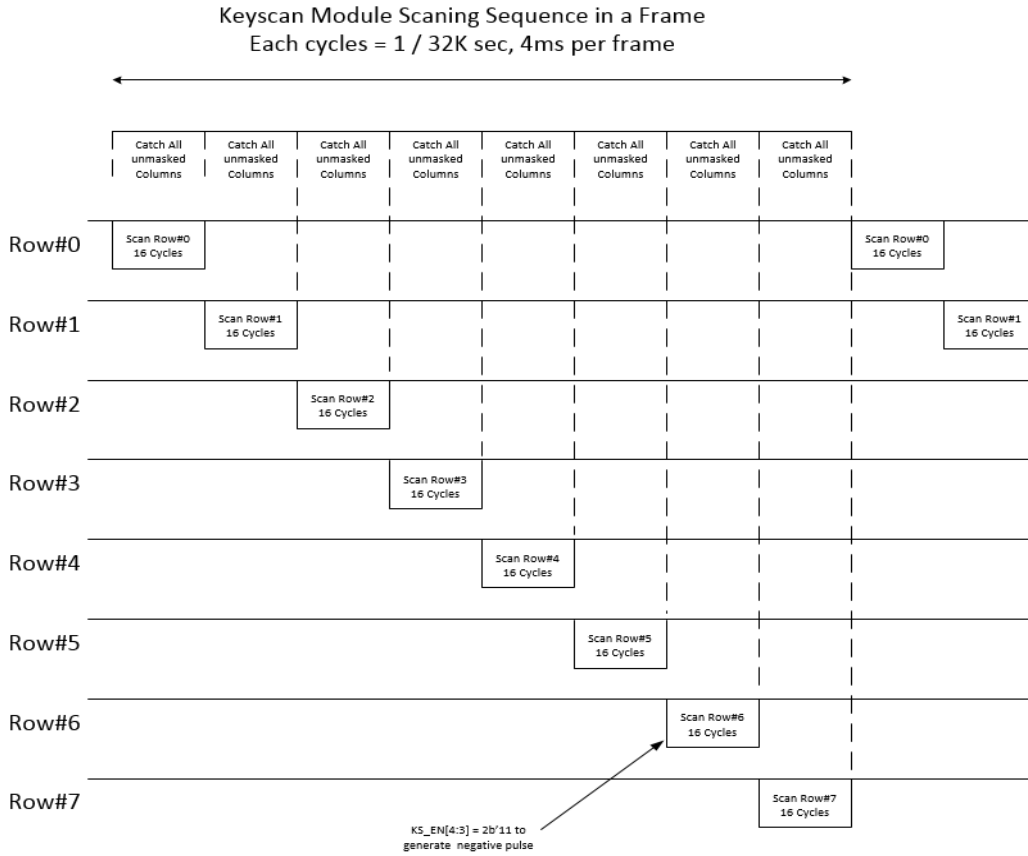 Keyscan Module Scaning Sequence in a Frame
Each cycles = 1 / 32K sec, 4ms per frame
Catch All
unmasked
Columns
Catch All
unmasked
Columns
Catch All
unmasked
Columns
Catch All
unmasked
Columns
Catch All
unmasked
Columns
Catch All
unmasked
Columns
Catch All
unmasked
Columns
Catch All
unmasked
Columns
Row#0
Scan Row#0
16 Cycles
Scan Row#0
16 Cycles
Row#1
Scan Row#1
16 Cycles
Scan Row#1
16 Cycles
Row#2
Scan Row#2
16 Cycles
Row#3
Scan Row#3
16 Cycles
Row#4
Scan Row#4
16 Cycles
Row#5
Scan Row#5
16 Cycles
Row#6
Scan Row#6
16 Cycles
Row#7
Scan Row#7
16 Cycles
KS_EN[4:3] = 2b'11 to
generate negative pulse